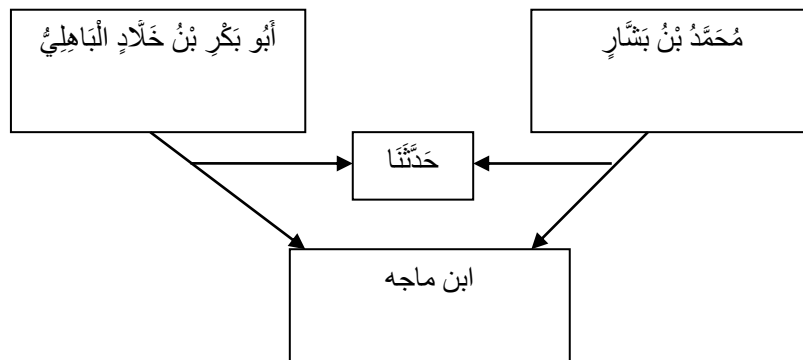 مُحَمَّدُ بْنُ بَشَّارٍ
أَبُو بَكْرِ بْنُ خَلَّادٍ الْبَاهِلِيُّ
حَدَّثَنَا
ابن ماجه